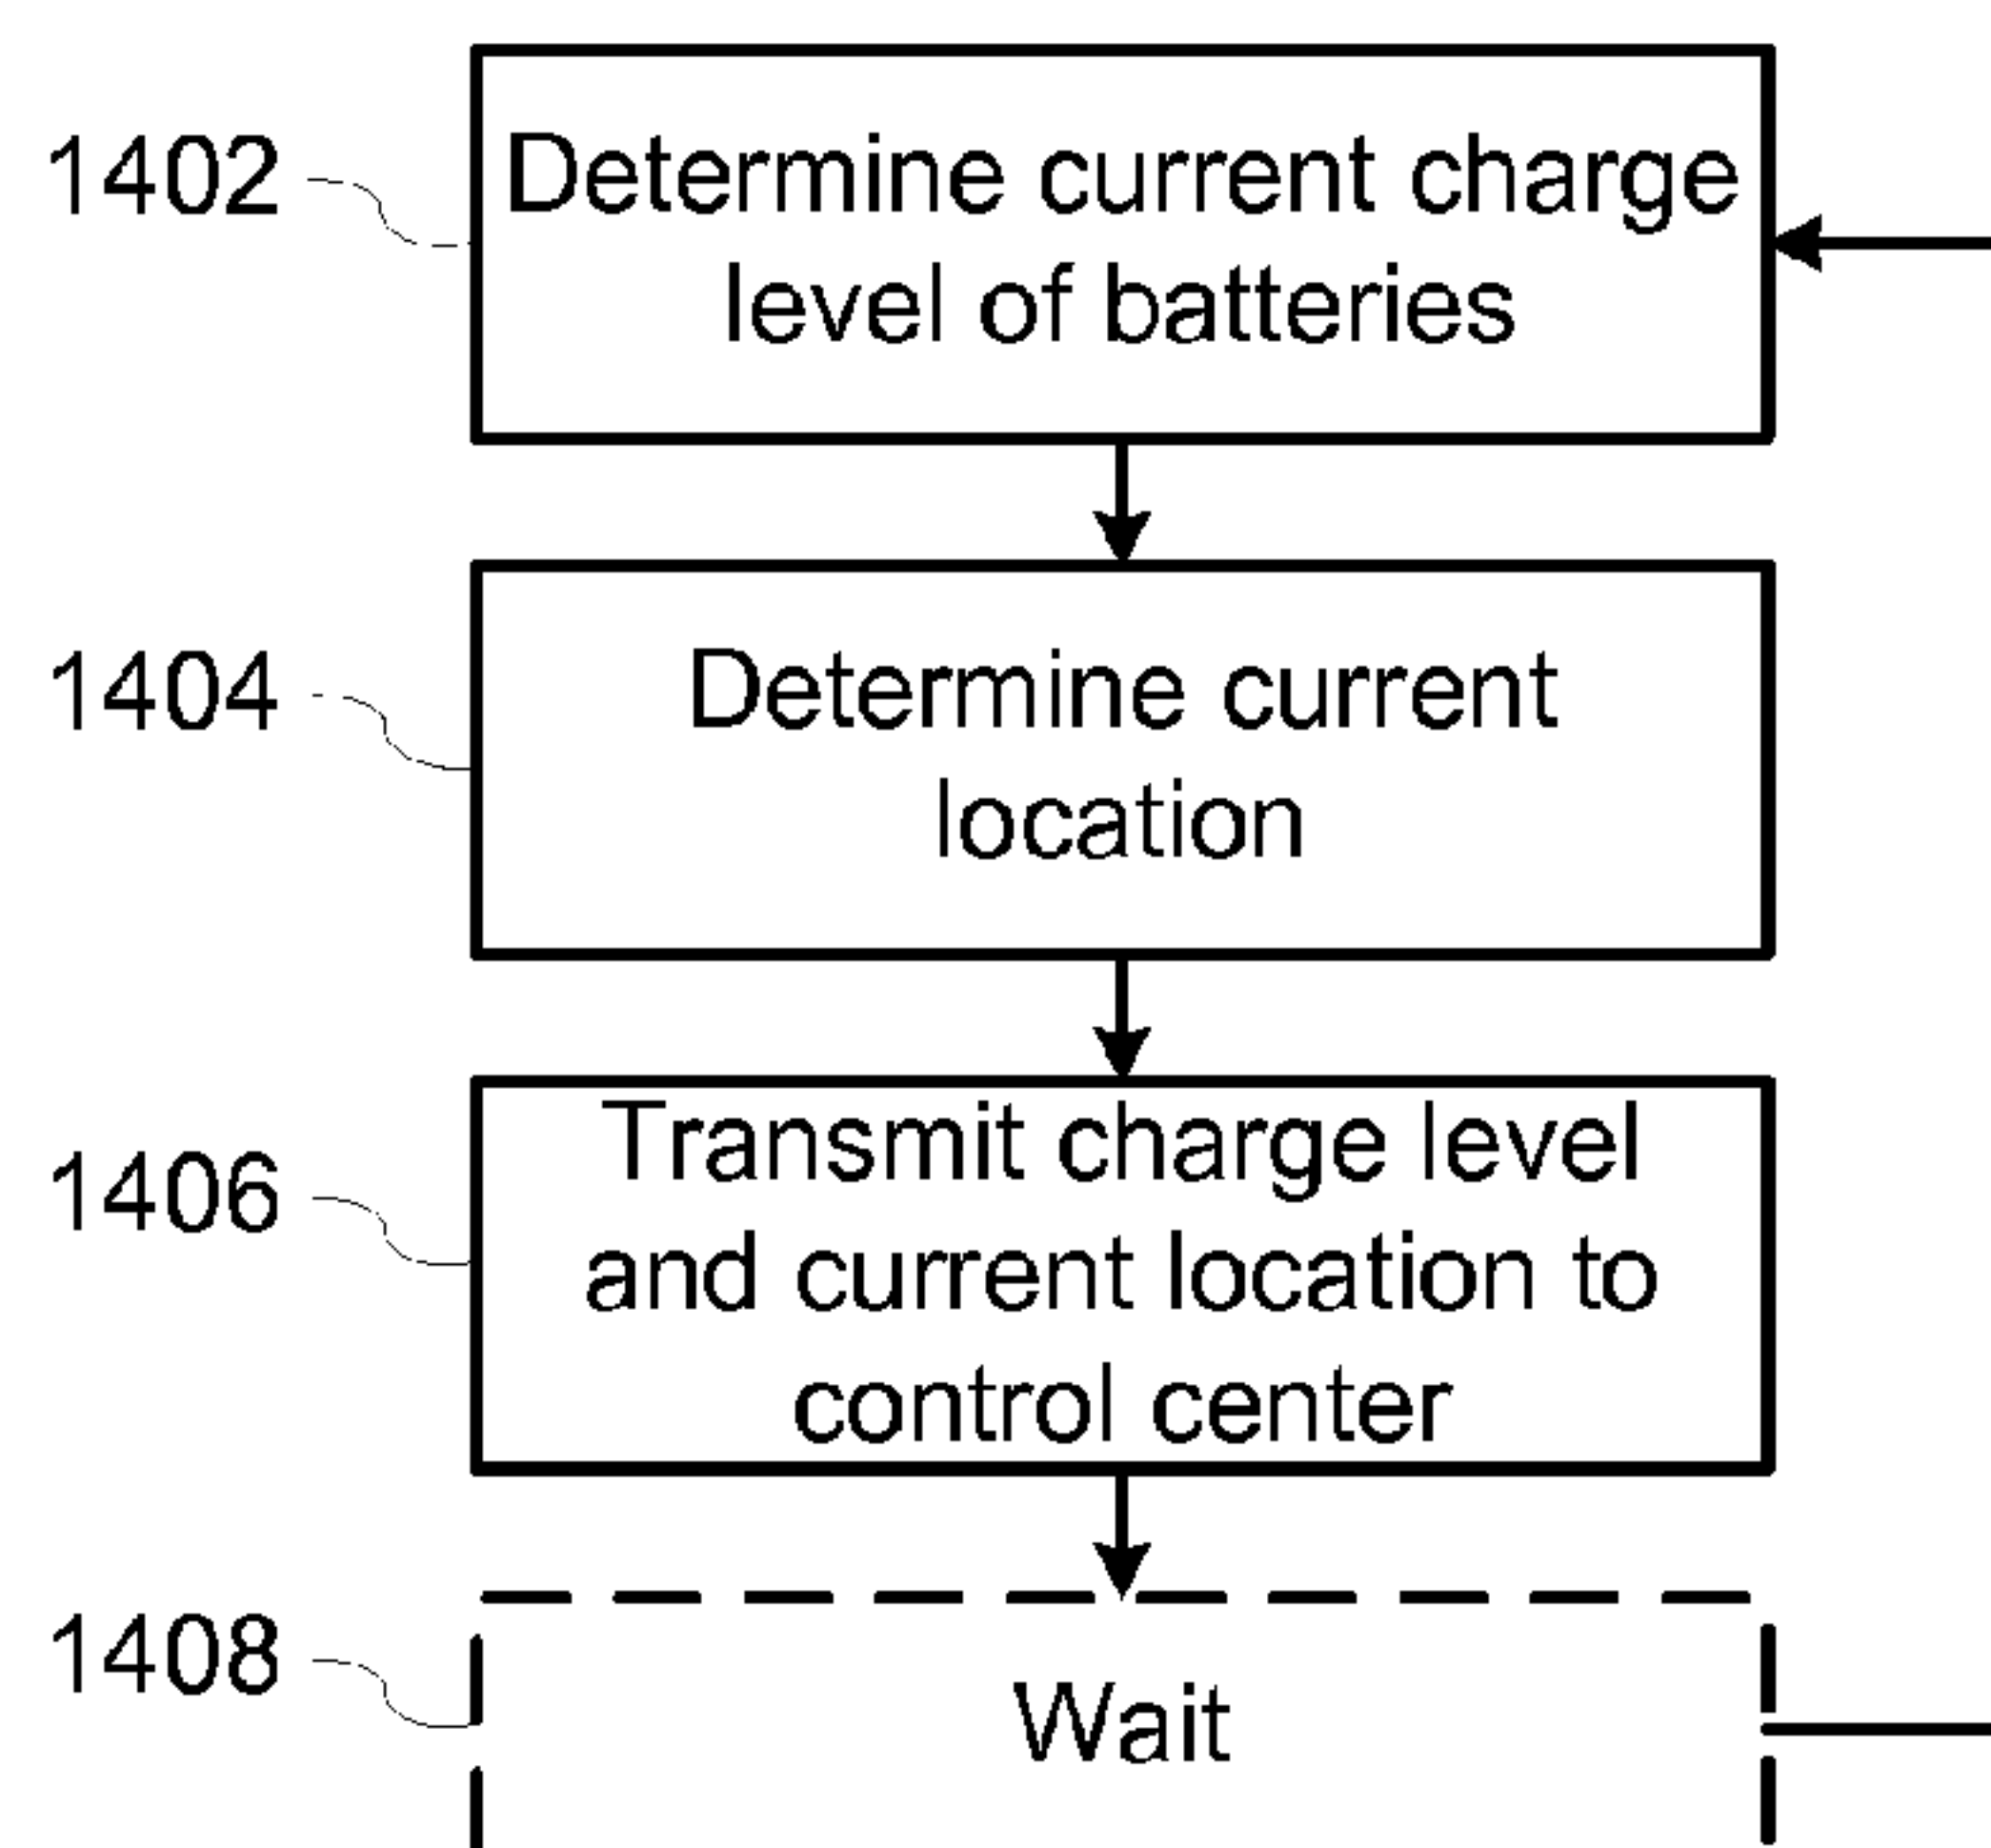 1402
Determine current charge
level of batteries
1404
Determine current
location
1406
Transmit charge level
and current location to
control center
1408
Wait